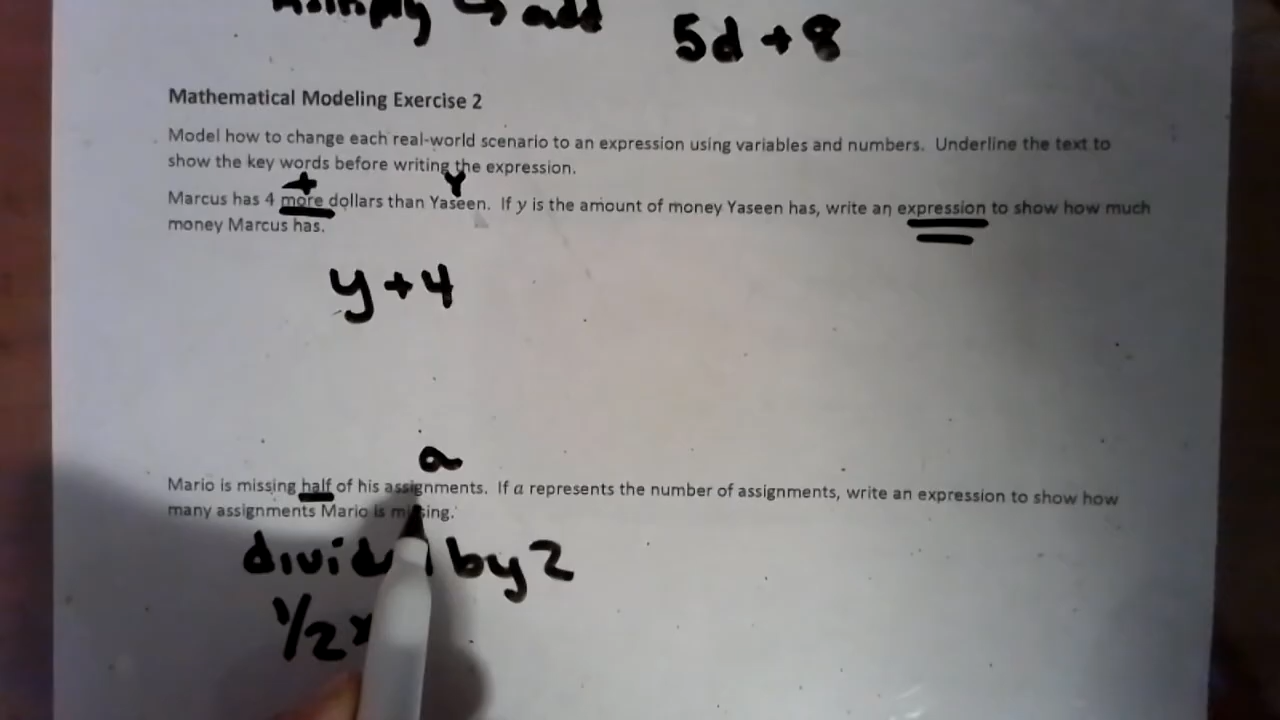 add 5d + 8
Mathematical Modeling Exercise 2
Model how to change each real-world scenario to an expression using variables and numbers. Underline the text to
show the key words before writing the expression.
+ Y
Marcus has 4 more dollars than Yaseen. If y is the amount of money Yaseen has, write an expression to show how much
money Marcus has.
y + 4
a
Mario is missing half of his assignments. If a represents the number of assignments, write an expression to show how
many assignments Mario is missing.
by 2
1/2